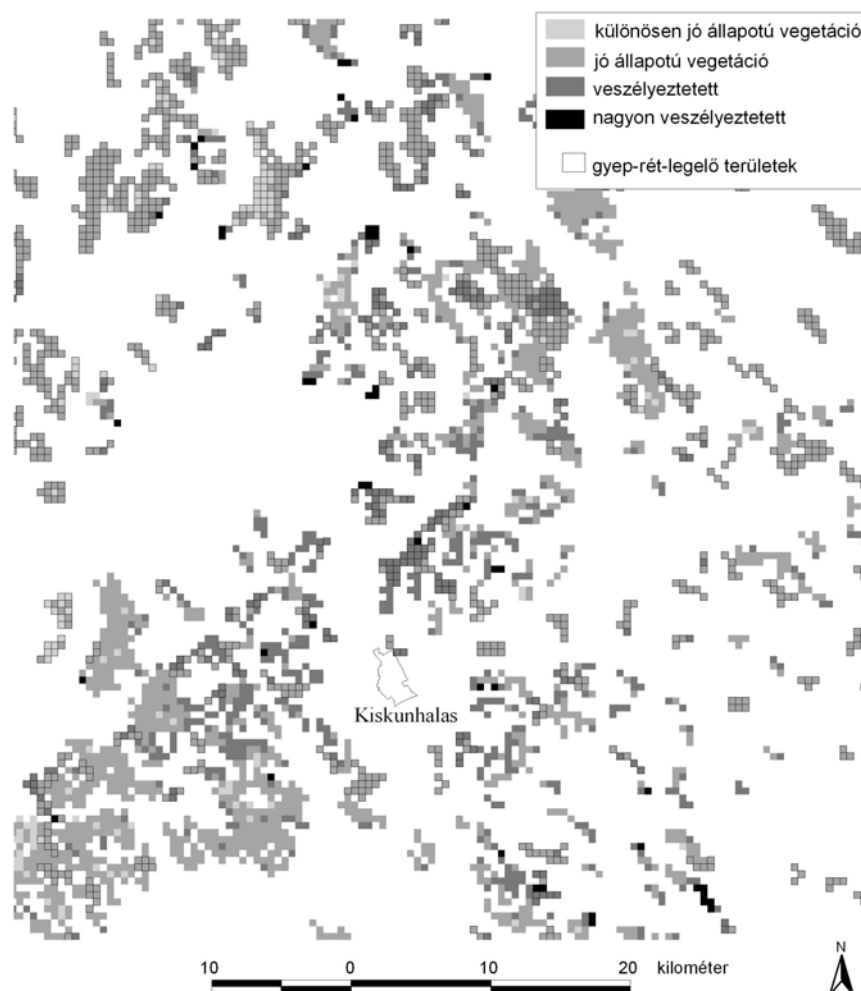 különösen jó állapotú vegetáció
jó állapotú vegetáció
veszélyeztetett
nagyon veszélyeztetett
gyep-rét-legelő területek
Kiskunhalas
10 0 10 20 kilométer
N